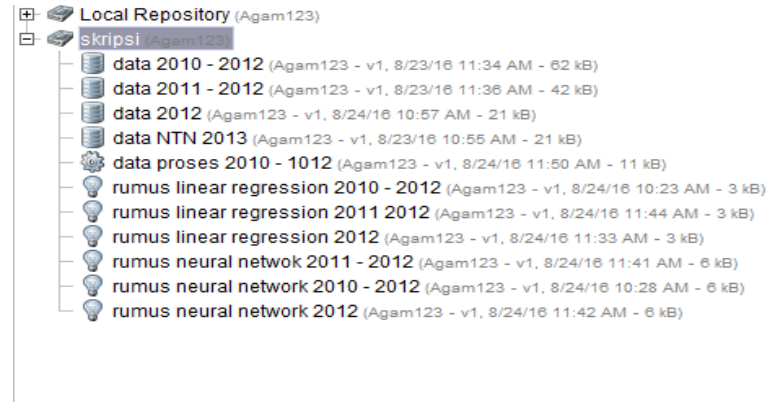 Local Repository (Agam123)
skripsi (Agam123)
data 2010 - 2012 (Agam123 - v1, 8/23/16 11:34 AM - 62 kB)
data 2011 - 2012 (Agam123 - v1, 8/23/16 11:36 AM - 42 kB)
data 2012 (Agam123 - v1, 8/24/16 10:57 AM - 21 kB)
data NTN 2013 (Agam123 - v1, 8/23/16 10:55 AM - 21 kB)
data proses 2010 - 1012 (Agam123 - v1, 8/24/16 11:50 AM - 11 kB)
rumus linear regression 2010 - 2012 (Agam123 - v1, 8/24/16 10:23 AM - 3 kB)
rumus linear regression 2011 2012 (Agam123 - v1, 8/24/16 11:44 AM - 3 kB)
rumus linear regression 2012 (Agam123 - v1, 8/24/16 11:33 AM - 3 kB)
rumus neural netwok 2011 - 2012 (Agam123 - v1, 8/24/16 11:41 AM - 6 kB)
rumus neural network 2010 - 2012 (Agam123 - v1, 8/24/16 10:28 AM - 6 kB)
rumus neural network 2012 (Agam123 - v1, 8/24/16 11:42 AM - 6 kB)